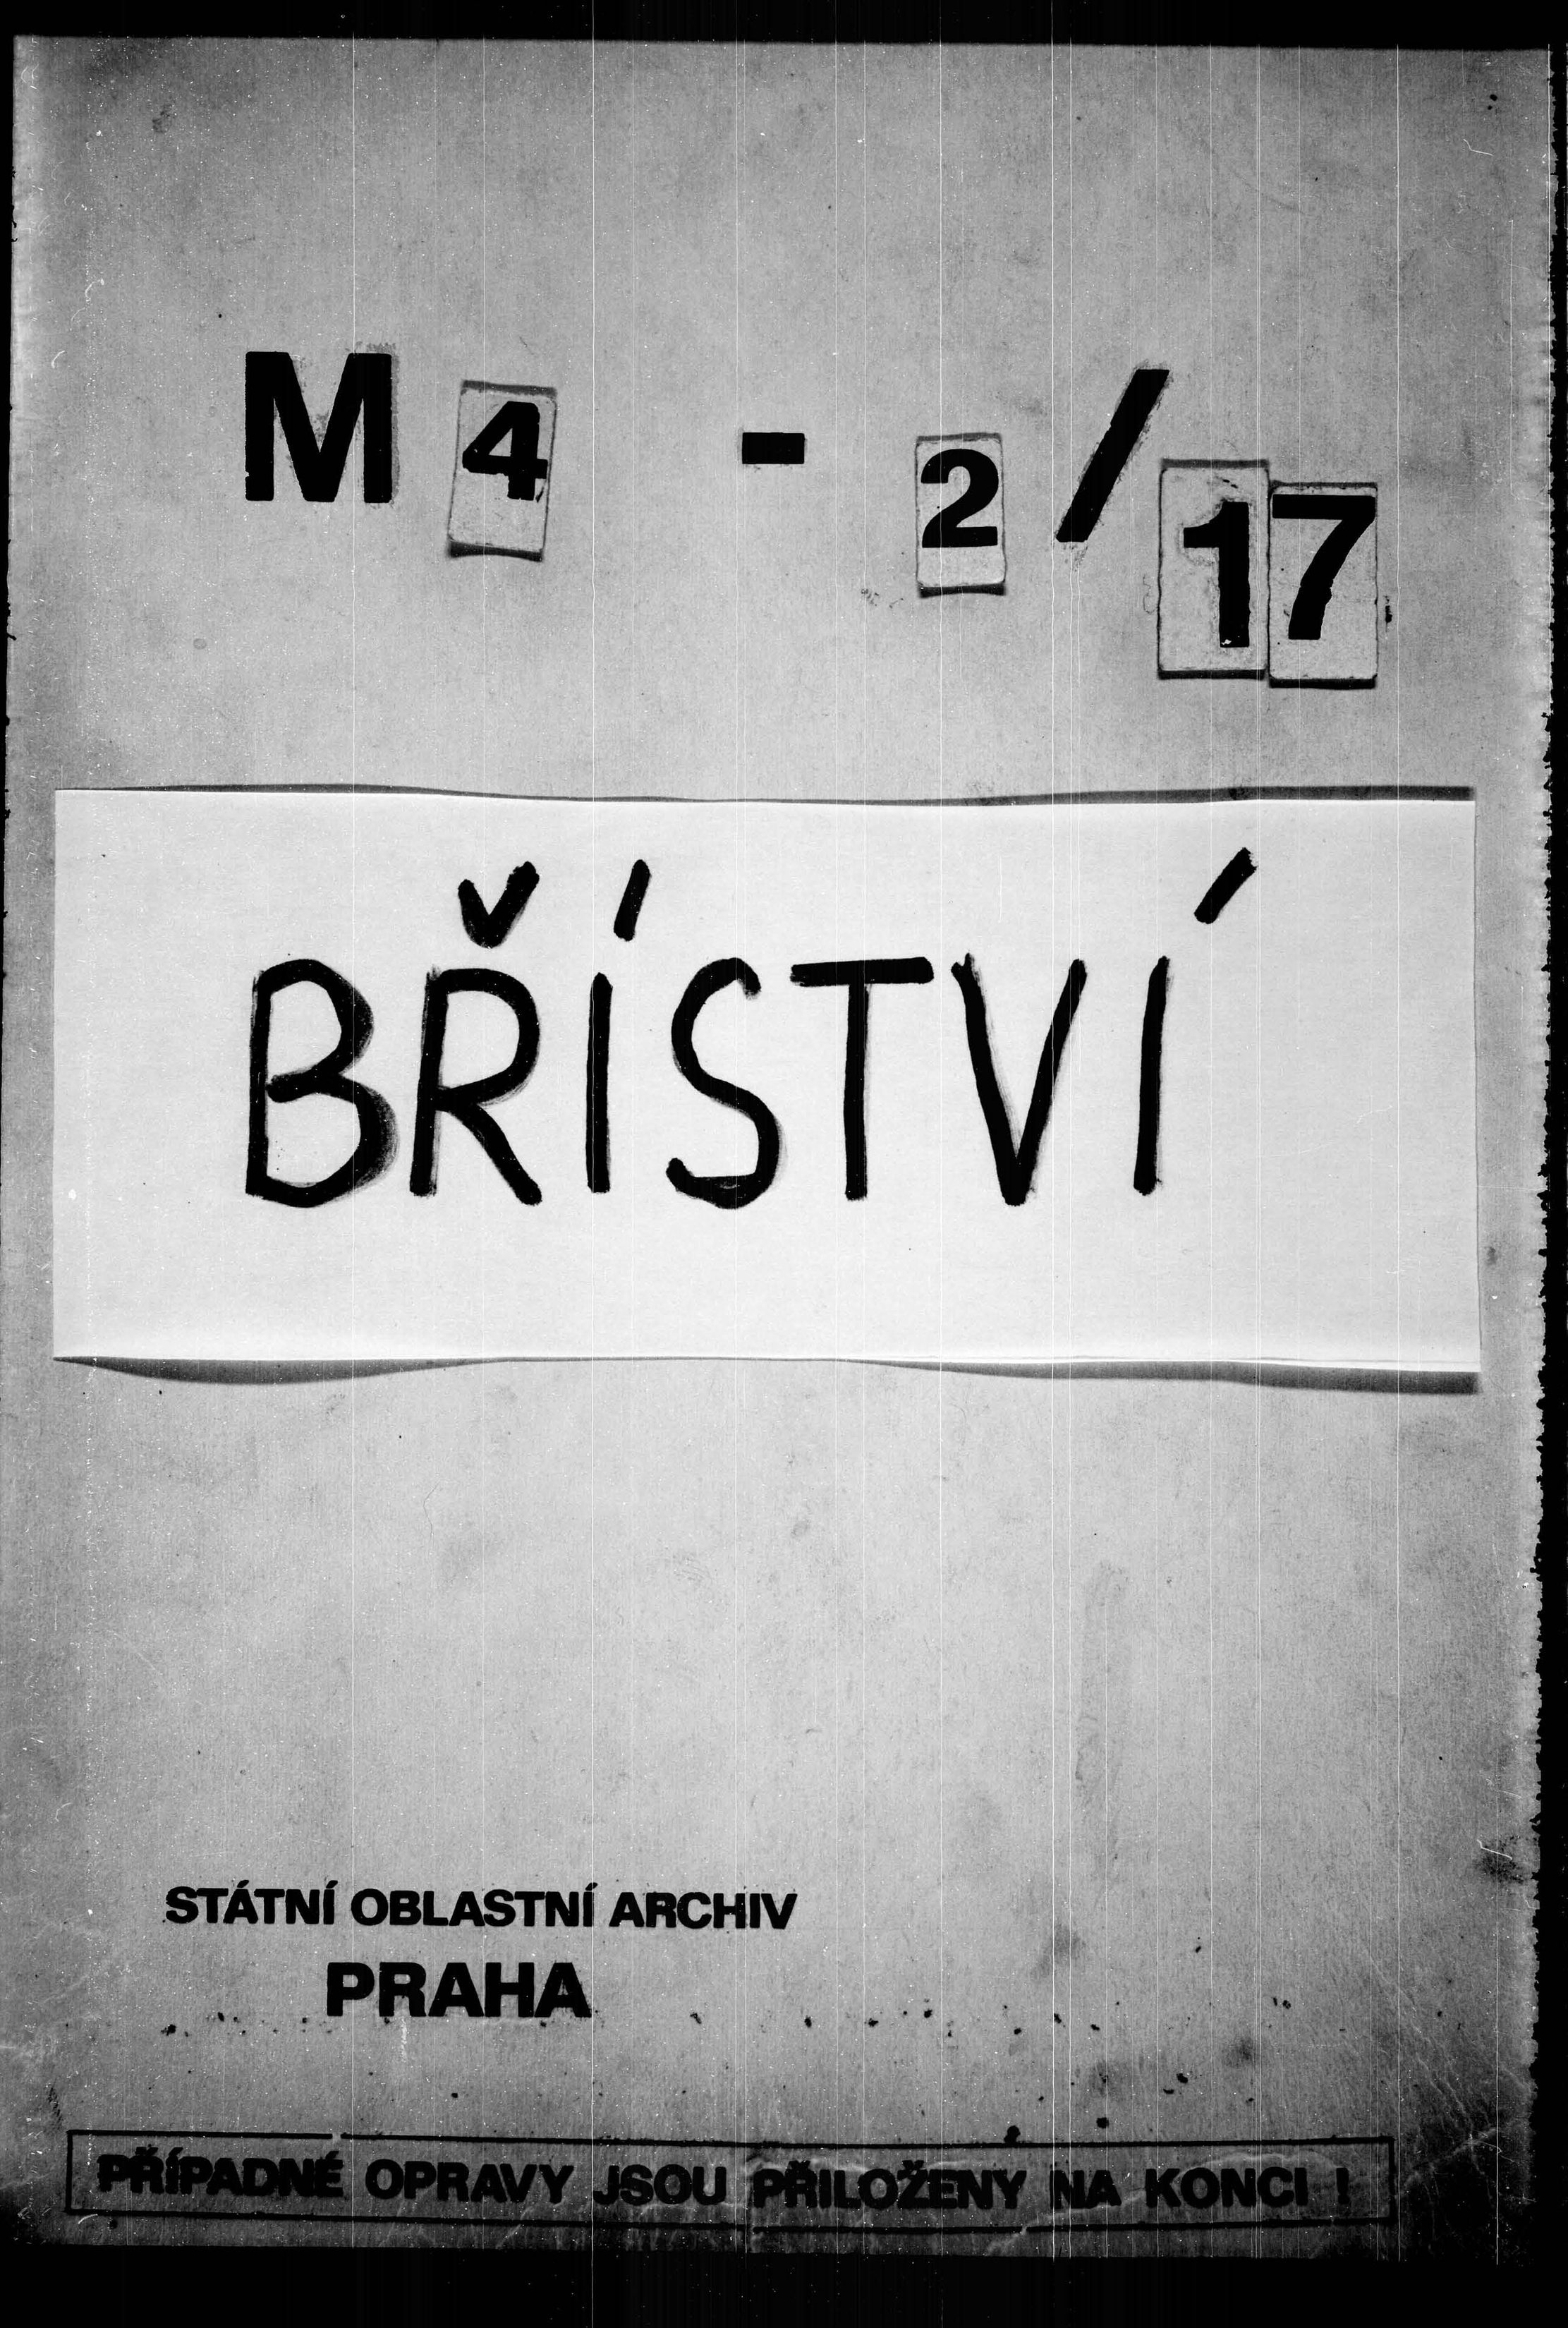 M 4 - 2/17
BŘÍSTVÍ
STÁTNÍ OBLASTNÍ ARCHIV
PRAHA
PŘÍPADNÉ OPRAVY JSOU PŘILOŽENY NA KONCI !